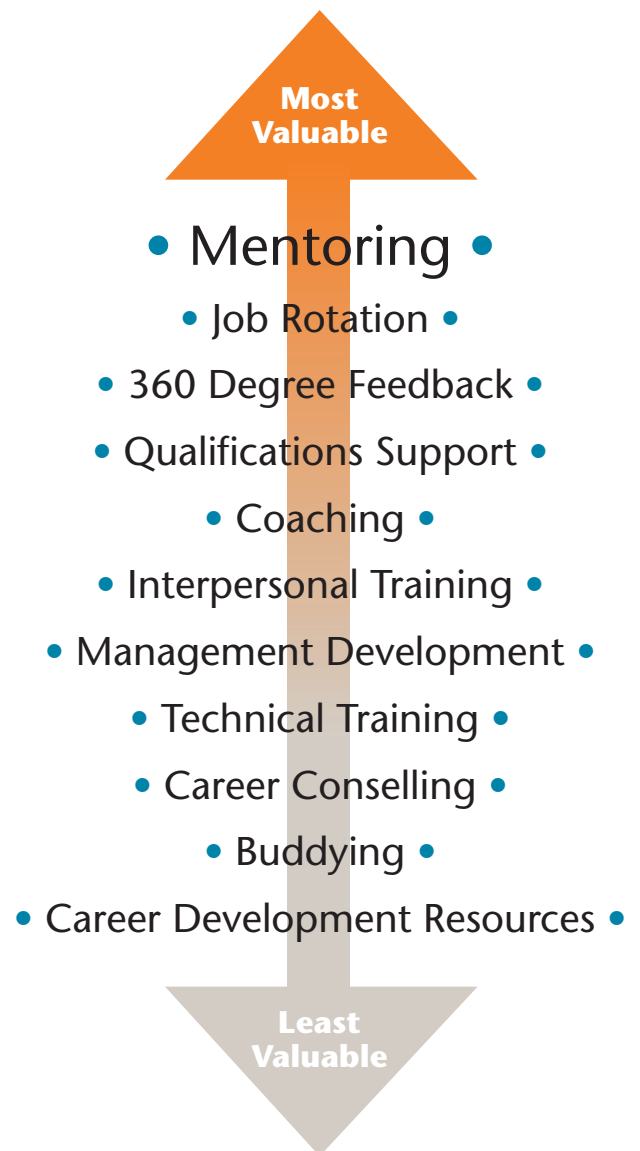 Most
Valuable
• Mentoring •
• Job Rotation •
• 360 Degree Feedback •
• Qualifications Support •
• Coaching •
• Interpersonal Training •
• Management Development •
• Technical Training •
• Career Conselling •
• Buddying •
• Career Development Resources •
Least
Valuable